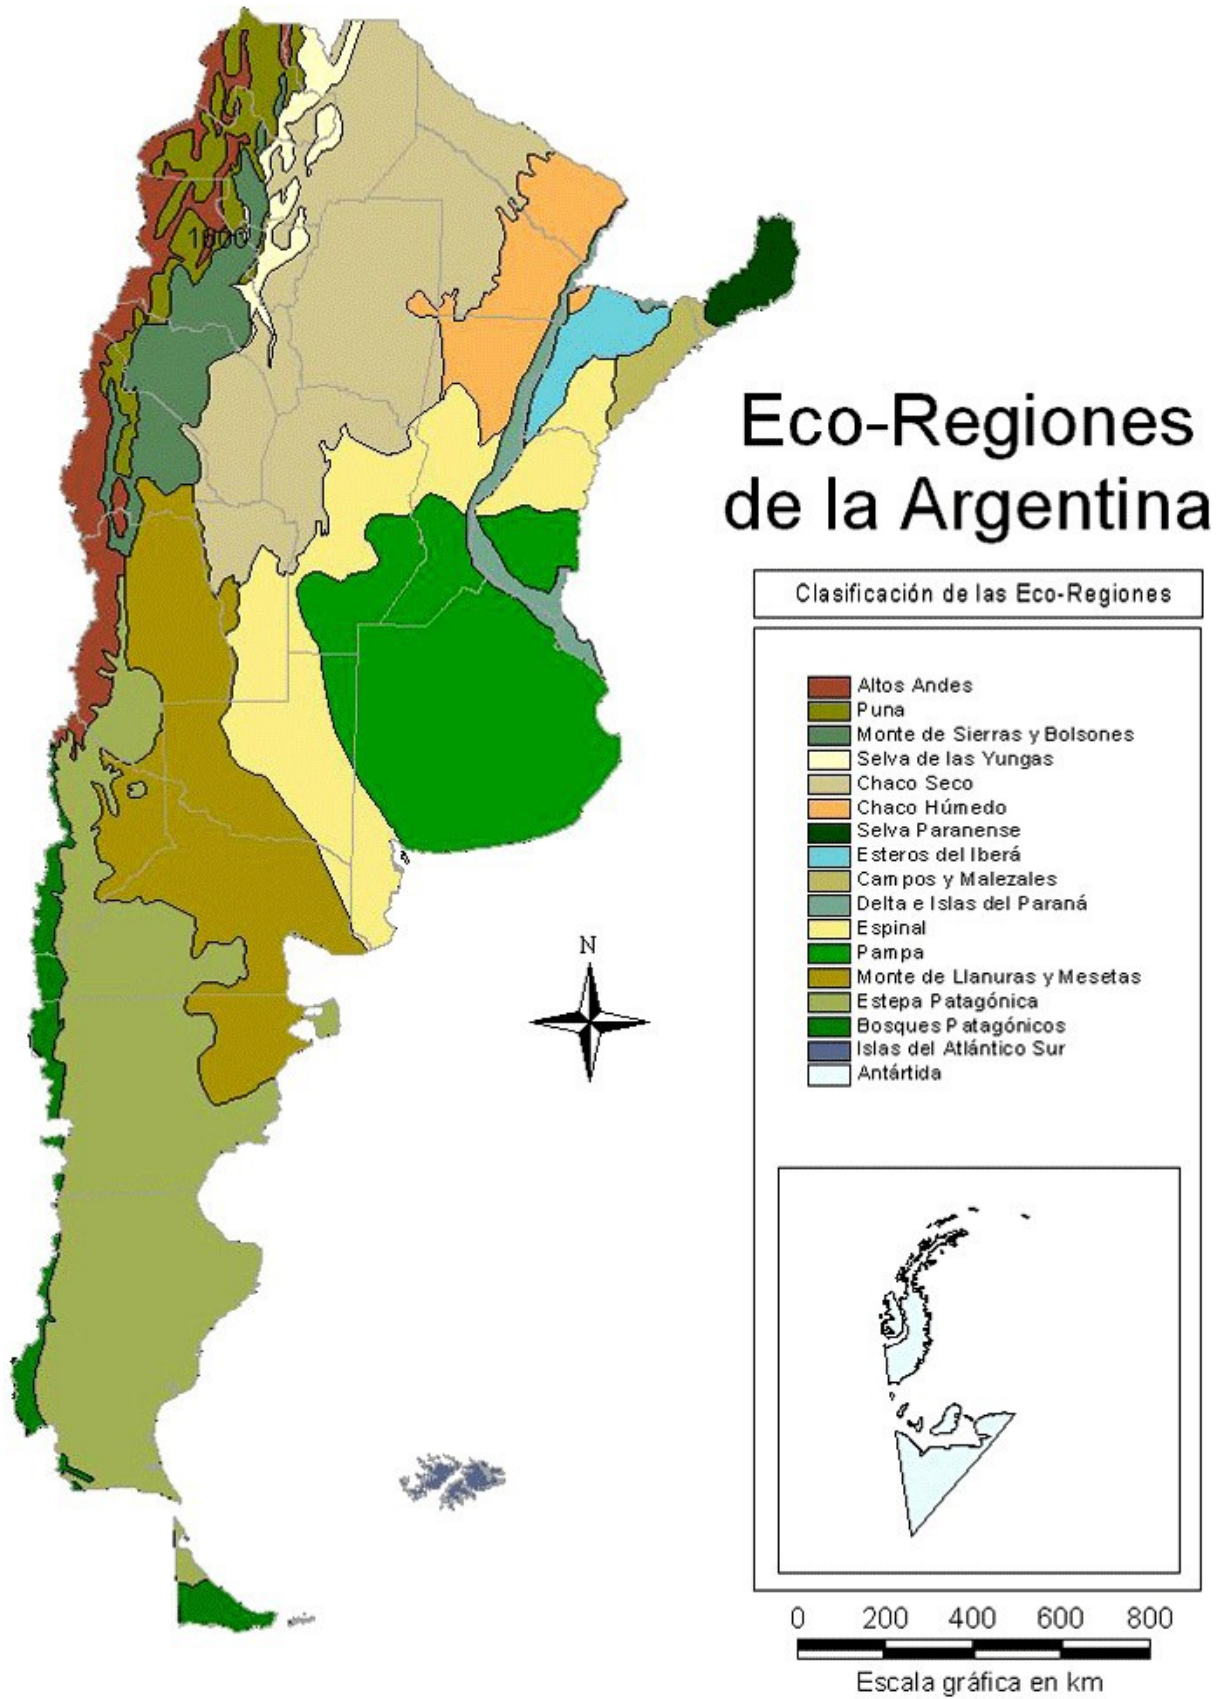 Eco-Regiones
de la Argentina
Clasificación de las Eco-Regiones
Altos Andes
Puna
Monte de Sierras y Bolsones
Selva de las Yungas
Chaco Seco
Chaco Húmedo
Selva Paranense
Esteros del Iberá
Campos y Malezales
Delta e Islas del Paraná
Espinal
Pampa
Monte de Llanuras y Mesetas
Estepa Patagónica
Bosques Patagónicos
Islas del Atlántico Sur
Antártida
N
0 200 400 600 800
Escala gráfica en km